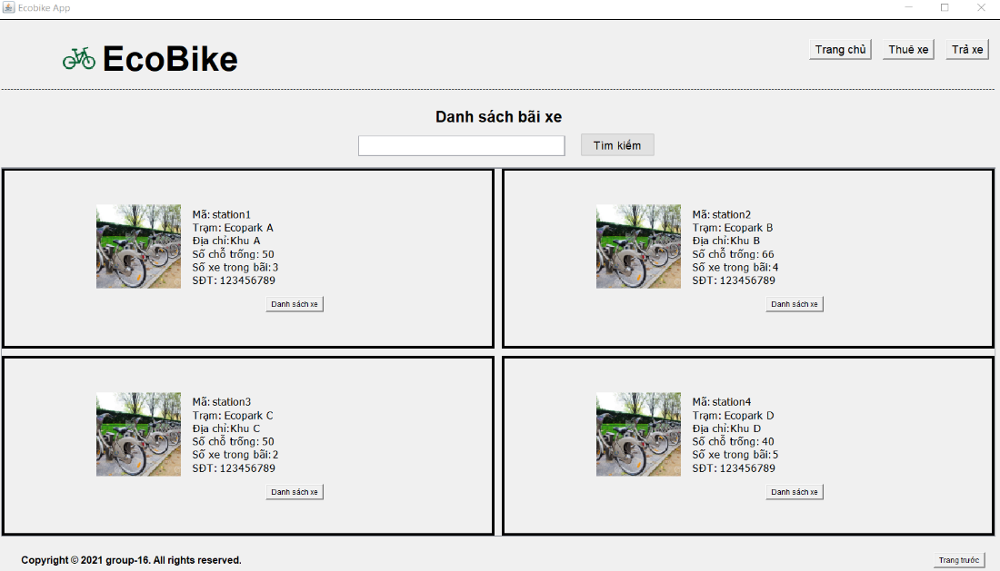 Ecobike App
EcoBike
Trang chủ
Thuê xe
Trả xe
Danh sách bãi xe
Tìm kiếm
Mã: station1
Trạm: Ecopark A
Địa chỉ:Khu A
Số chỗ trống: 50
Số xe trong bãi:3
SĐT: 123456789
Danh sách xe
Mã: station2
Trạm: Ecopark B
Địa chỉ:Khu B
Số chỗ trống: 66
Số xe trong bãi:4
SĐT: 123456789
Danh sách xe
Mã: station3
Trạm: Ecopark C
Địa chỉ:Khu C
Số chỗ trống: 50
Số xe trong bãi:2
SĐT: 123456789
Danh sách xe
Mã: station4
Trạm: Ecopark D
Địa chỉ:Khu D
Số chỗ trống: 40
Số xe trong bãi:5
SĐT: 123456789
Danh sách xe
Copyright © 2021 group-16. All rights reserved.
Trang trước